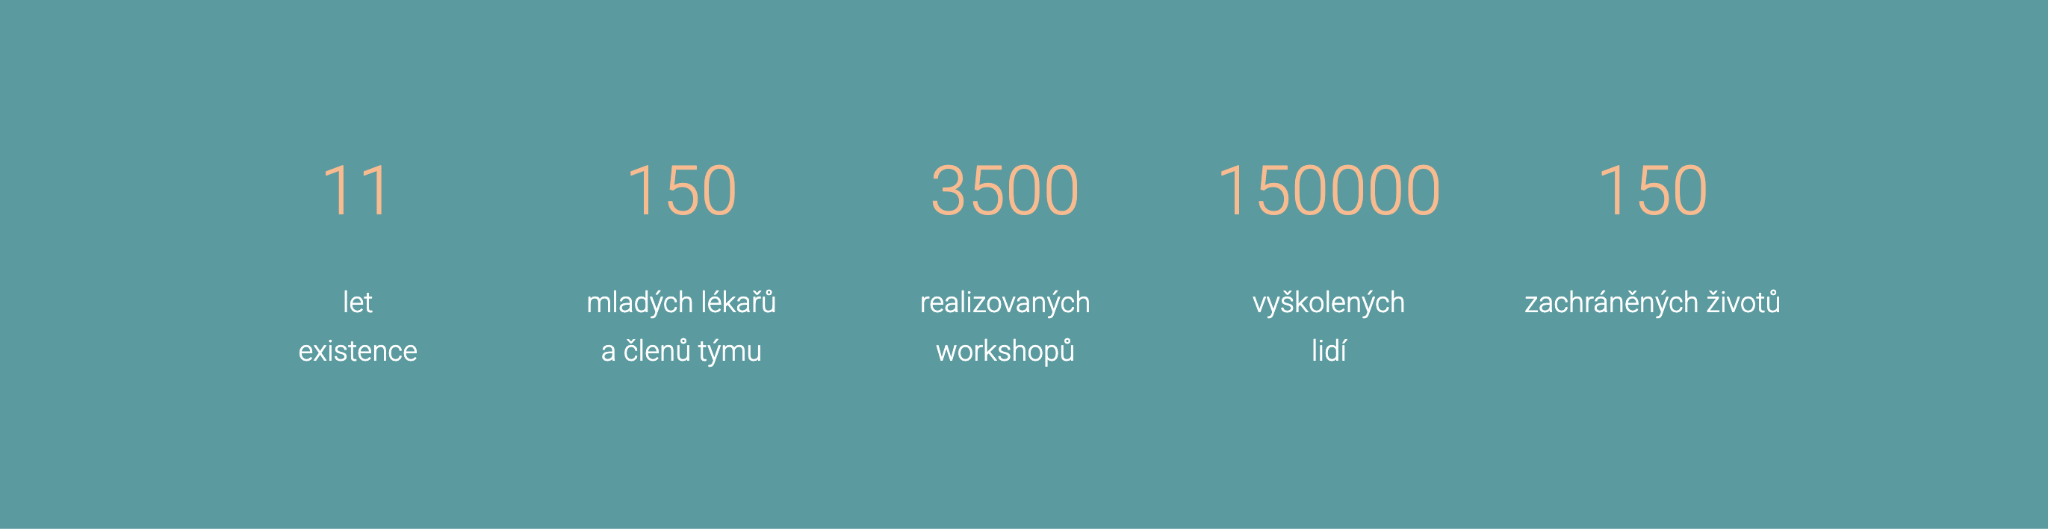 11
let
existence
150
mladých lékařů
a členů týmu
3500
realizovaných
workshopů
150000
vyškolených
lidí
150
zachráněných životů